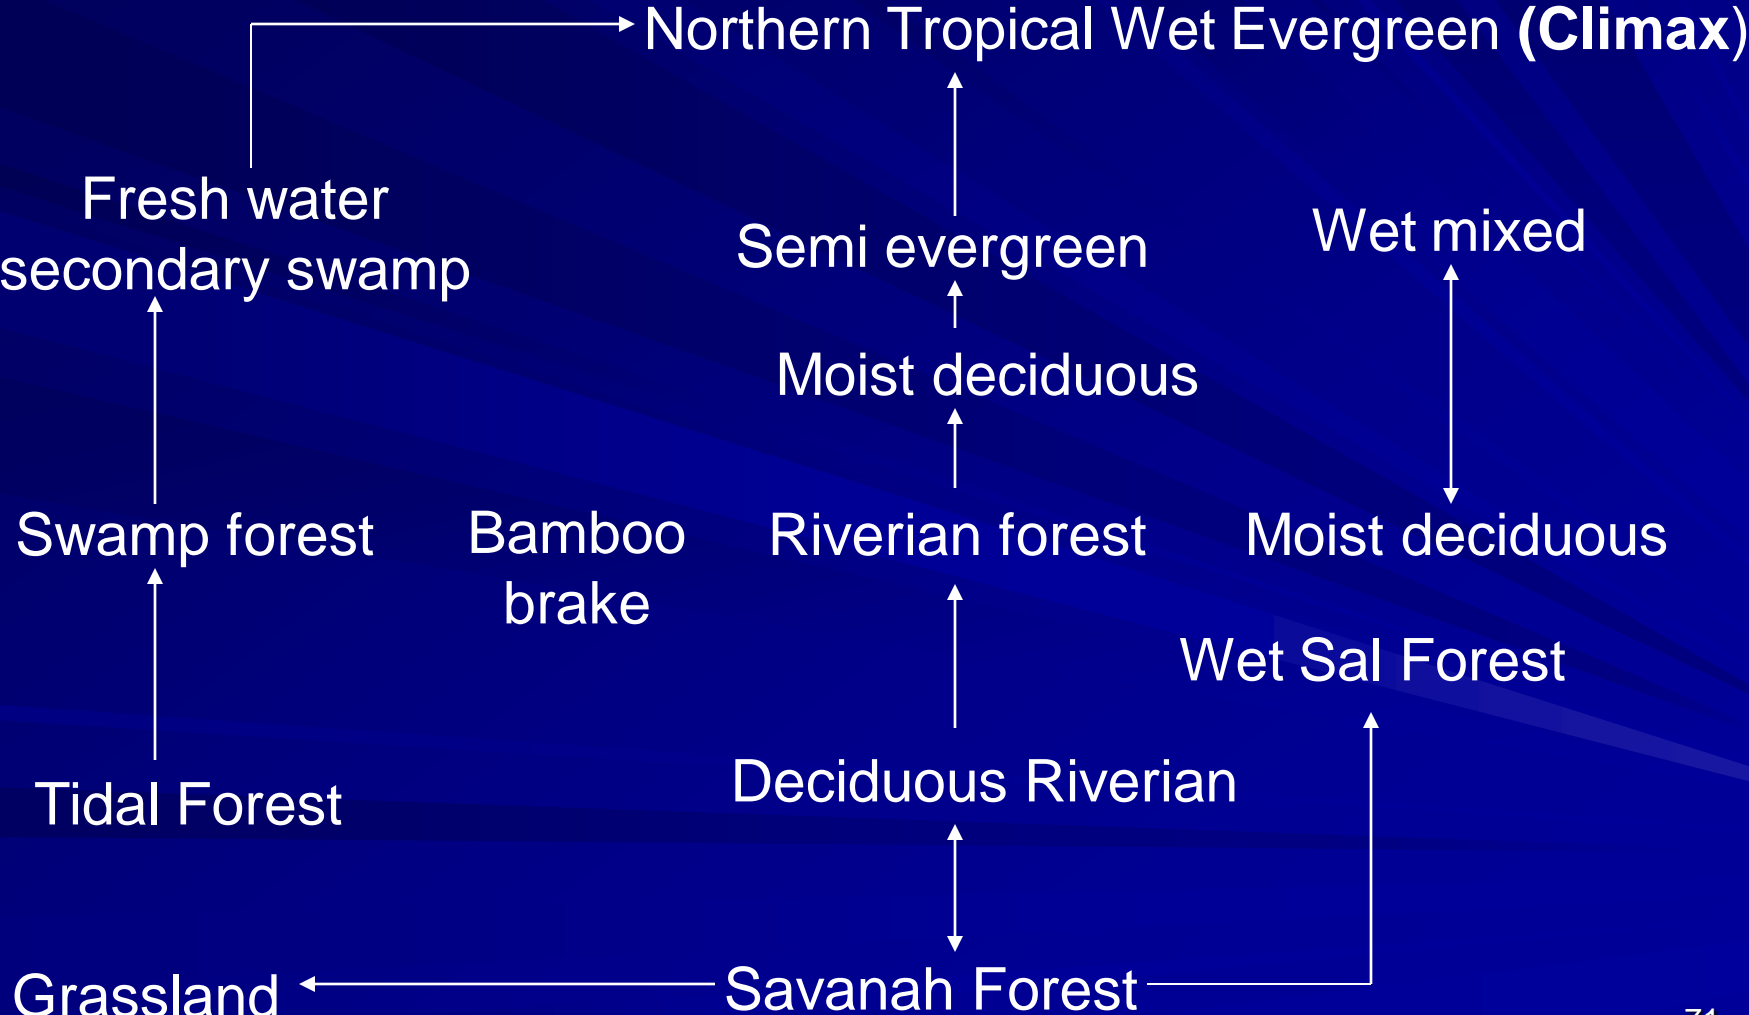 Northern Tropical Wet Evergreen (Climax)
Fresh water
secondary swamp
Semi evergreen
Wet mixed
Moist deciduous
Swamp forest
Bamboo
brake
Riverian forest
Moist deciduous
Wet Sal Forest
Tidal Forest
Deciduous Riverian
Grassland
Savanah Forest
71